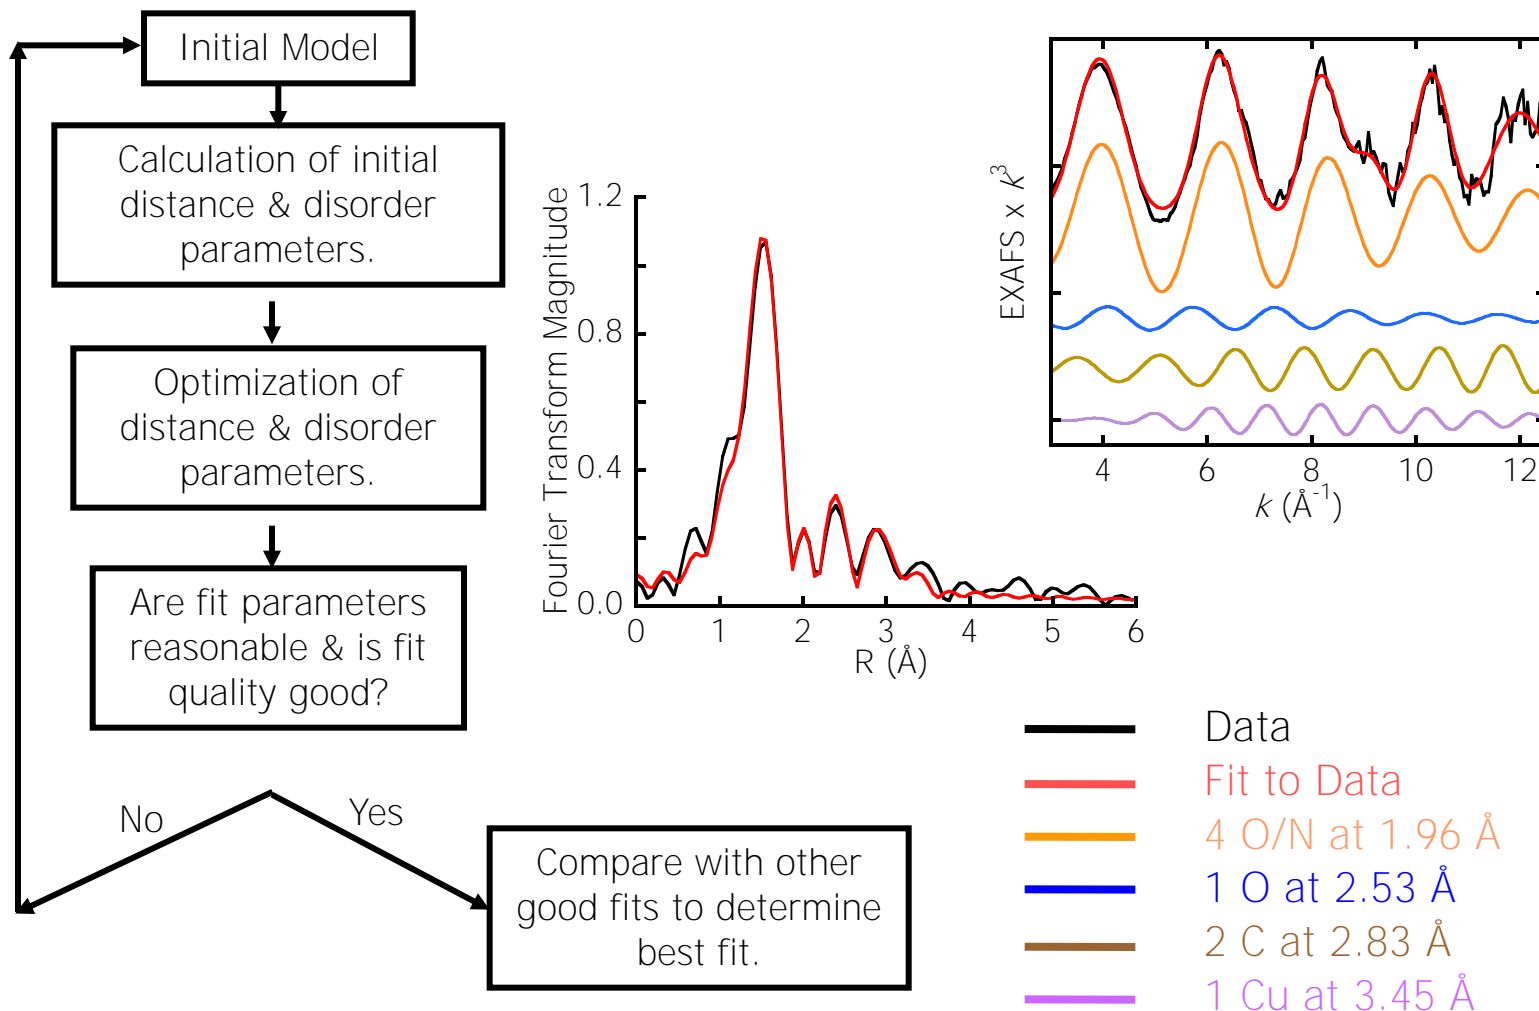 Initial Model
Calculation of initial
distance & disorder
parameters.
Optimization of
distance & disorder
parameters.
Are fit parameters
reasonable & is fit
quality good?
No
Yes
Compare with other
good fits to determine
best fit.
Fourier Transform Magnitude
1.2
0.8
0.4
0.0
0 1 2 3 4 5 6
R (Å)
EXAFS x k³
4 6 8 10 12
k (Å⁻¹)
Data
Fit to Data
4 O/N at 1.96 Å
1 O at 2.53 Å
2 C at 2.83 Å
1 Cu at 3.45 Å